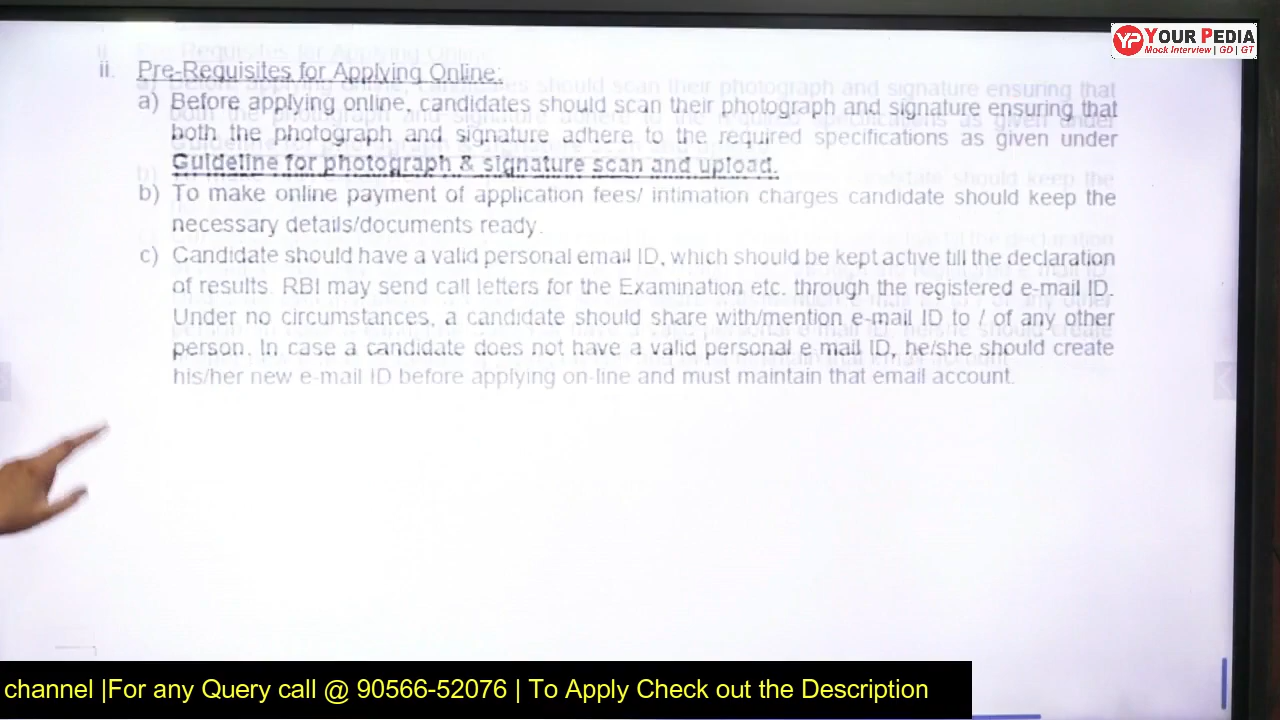 YP YOUR PEDIA
Mock Interview | GD | GT
ii. Pre-Requisites for Applying Online:
a) Before applying online, candidates should scan their photograph and signature ensuring that
both the photograph and signature adhere to the required specifications as given under
Guideline for photograph & signature scan and upload.
b) To make online payment of application fees/ intimation charges candidate should keep the
necessary details/documents ready.
c) Candidate should have a valid personal email ID, which should be kept active till the declaration
of results. RBI may send call letters for the Examination etc. through the registered e-mail ID.
Under no circumstances, a candidate should share with/mention e-mail ID to / of any other
person. In case a candidate does not have a valid personal e-mail ID, he/she should create
his/her new e-mail ID before applying on-line and must maintain that email account.
channel |For any Query call @ 90566-52076 | To Apply Check out the Description